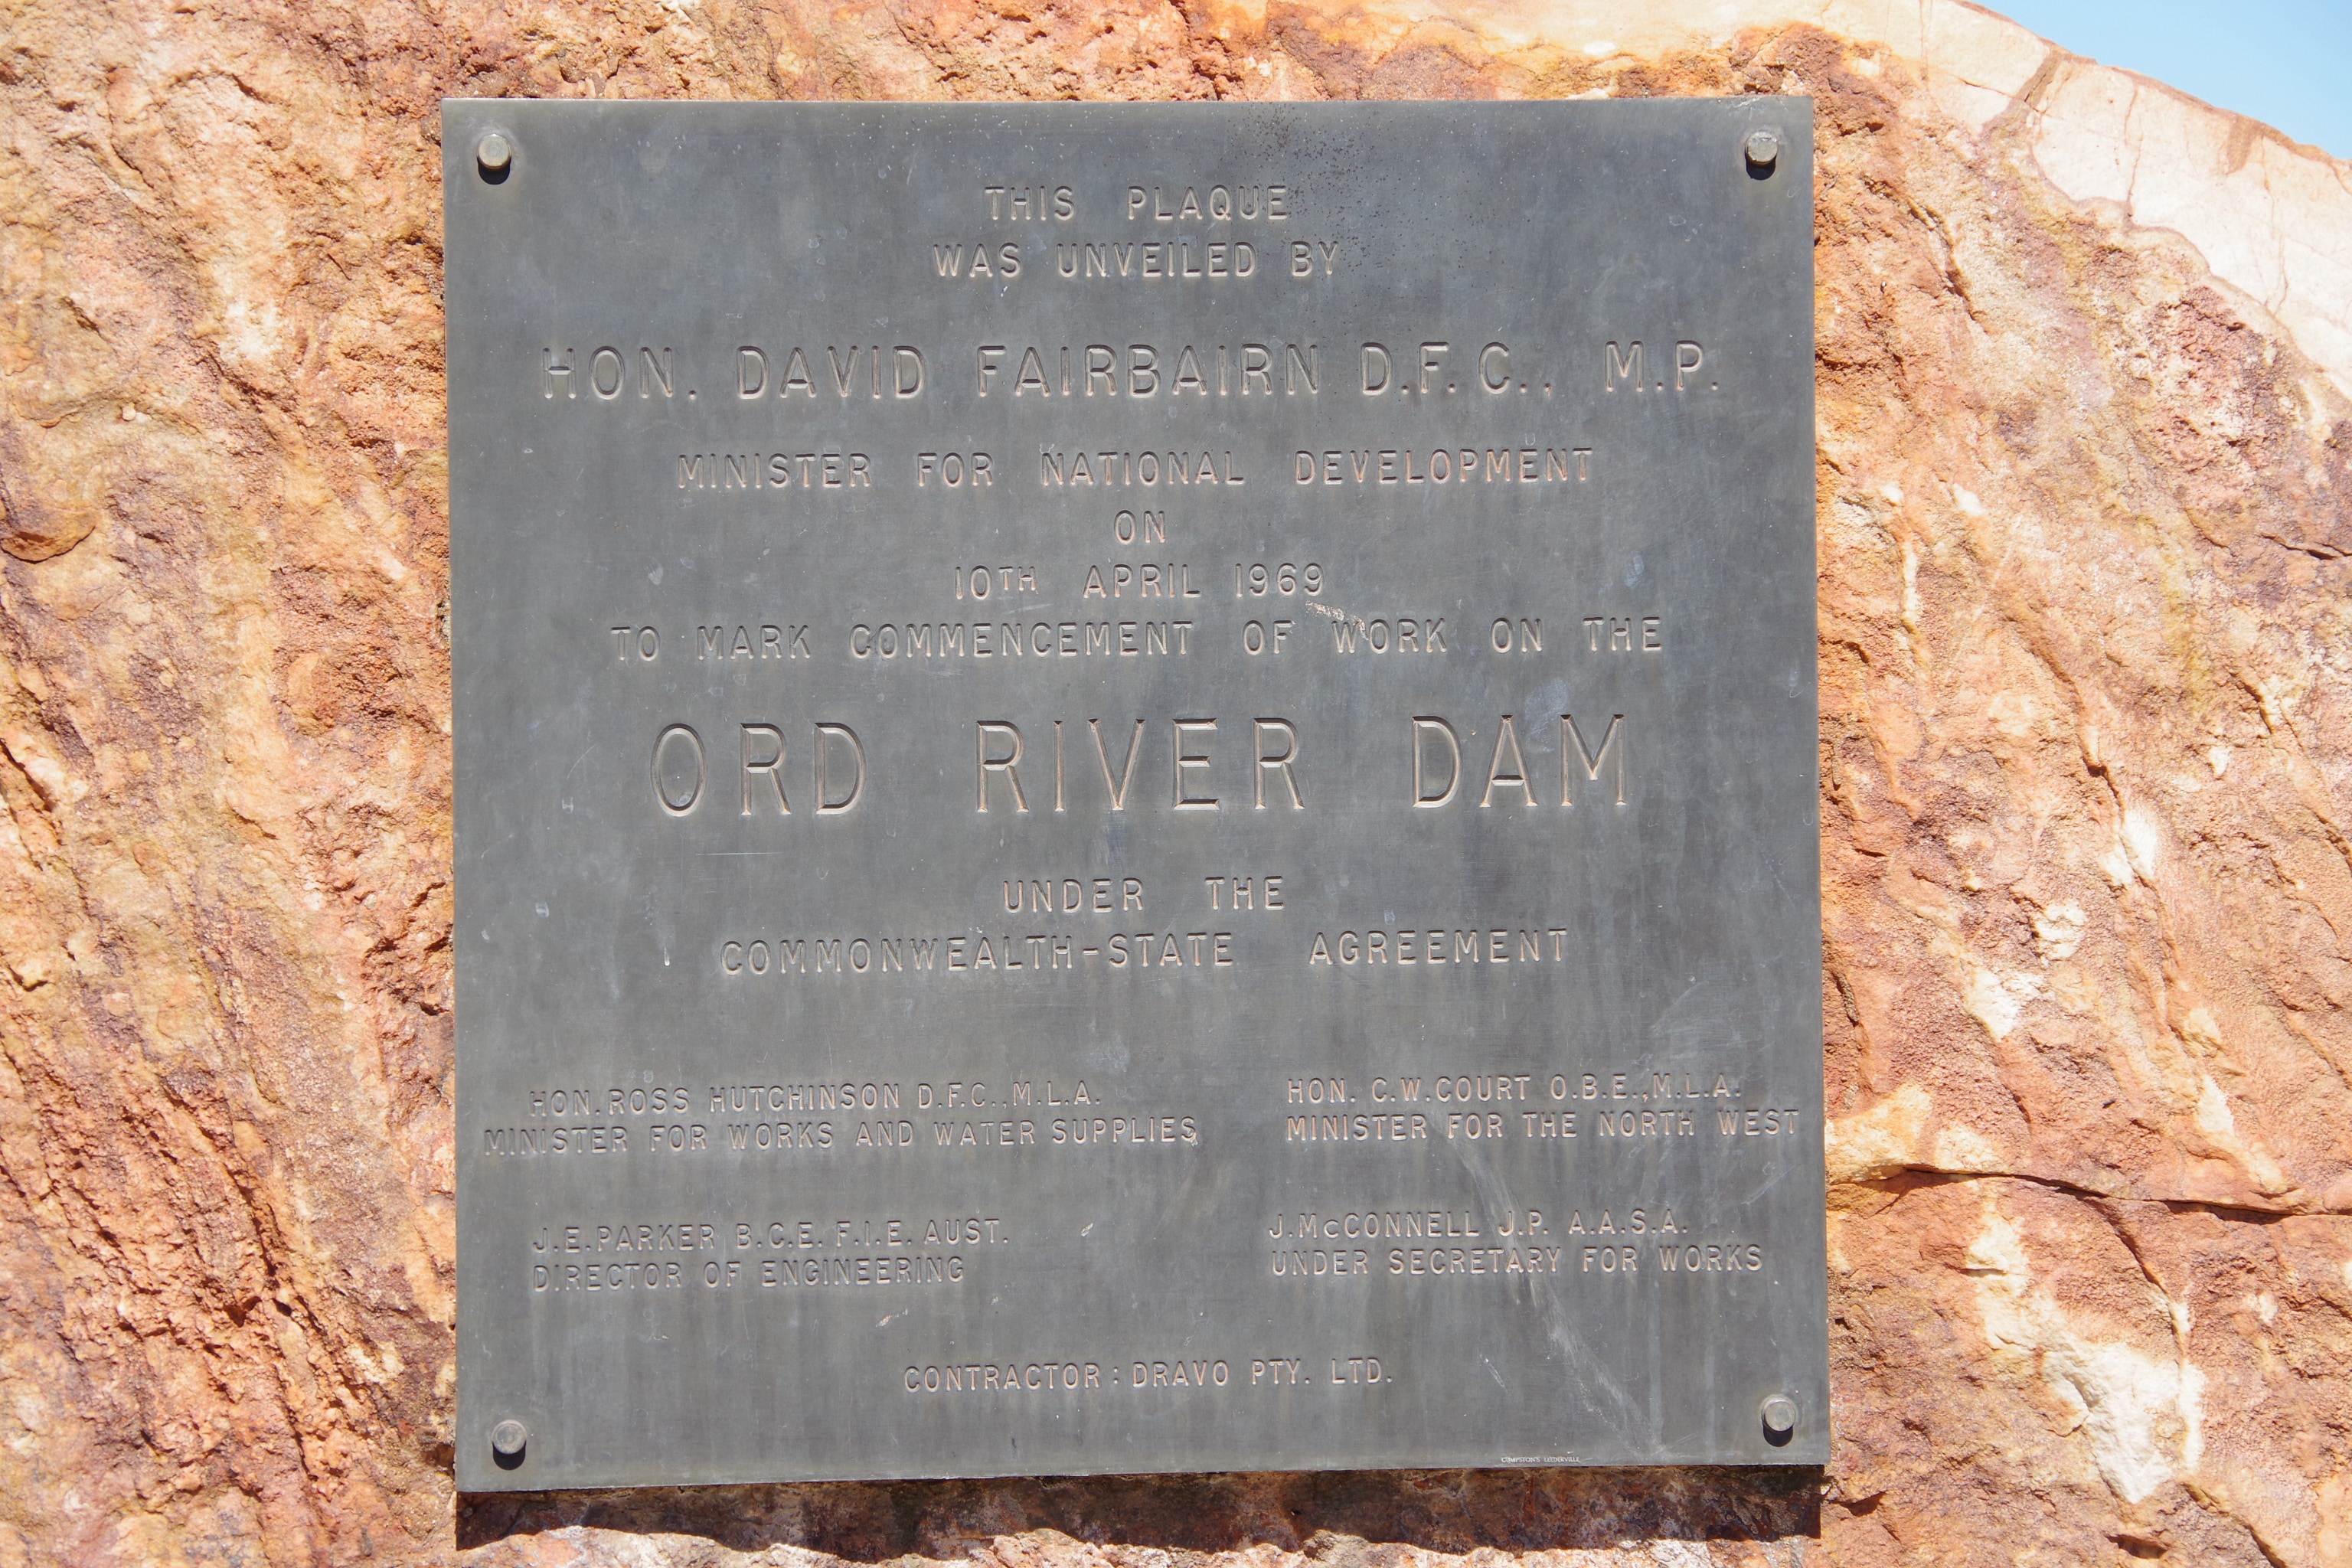 THIS PLAQUE
WAS UNVEILED BY
HON. DAVID FAIRBAIRN D.F.C., M.P.
MINISTER FOR NATIONAL DEVELOPMENT
ON
10TH APRIL 1969
TO MARK COMMENCEMENT OF WORK ON THE
ORD RIVER DAM
UNDER THE
COMMONWEALTH-STATE AGREEMENT
HON. ROSS HUTCHINSON D.F.C., M.L.A.
MINISTER FOR WORKS AND WATER SUPPLIES
HON. C.W. COURT O.B.E., M.L.A.
MINISTER FOR THE NORTH WEST
J.E. PARKER B.C.E. F.I.E. AUST.
DIRECTOR OF ENGINEERING
J. McCONNELL J.P. A.A.S.A.
UNDER SECRETARY FOR WORKS
CONTRACTOR : DRAVO PTY. LTD.
LEEDERVILLE